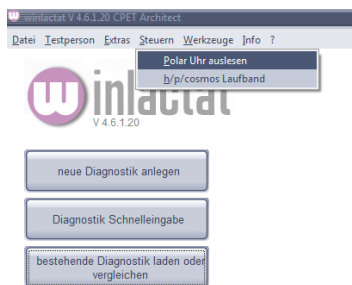 winlactat V 4.6.1.20 CPET Architect
Datei Testperson Extras Steuern Werkzeuge Info ?
Polar Uhr auslesen
h/p/cosmos Laufband
winlactat
V 4.6.1.20
neue Diagnostik anlegen
Diagnostik Schnelleingabe
bestehende Diagnostik laden oder
vergleichen